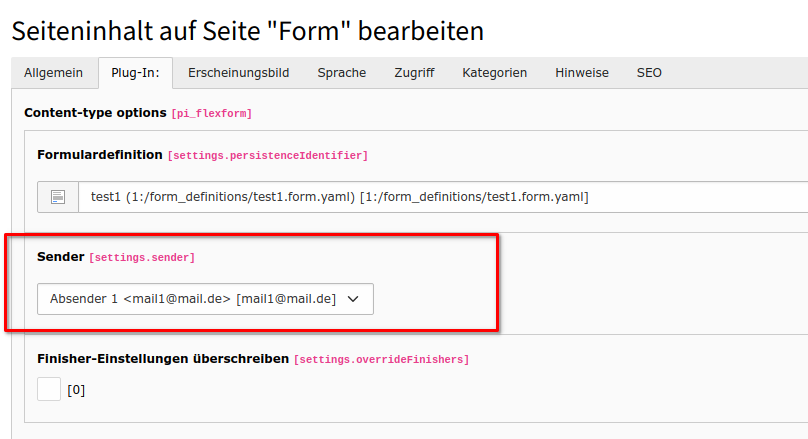 Seiteninhalt auf Seite "Form" bearbeiten
Allgemein Plug-In: Erscheinungsbild Sprache Zugriff Kategorien Hinweise SEO
Content-type options [pi_flexform]
Formulardefinition [settings.persistenceIdentifier]
test1 (1:/form_definitions/test1.form.yaml) [1:/form_definitions/test1.form.yaml]
Sender [settings.sender]
Absender 1 <mail1@mail.de> [mail1@mail.de]
Finisher-Einstellungen überschreiben [settings.overrideFinishers]
[0]